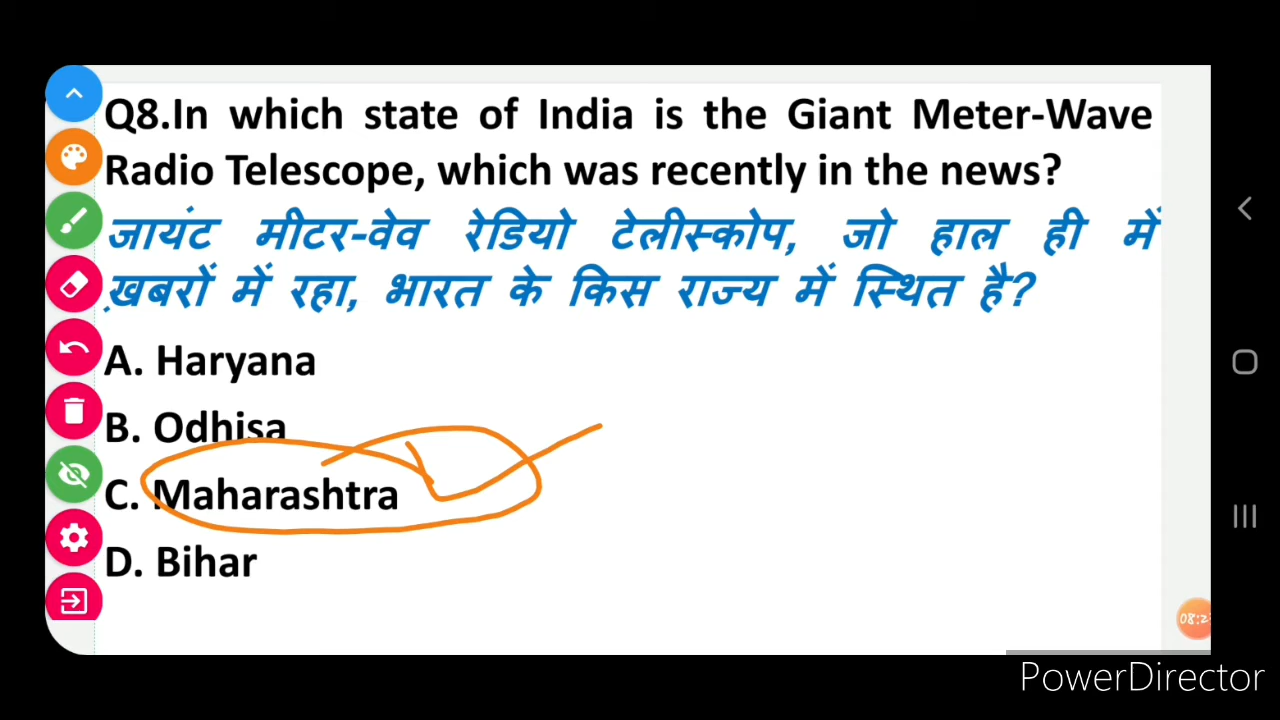 Q8.In which state of India is the Giant Meter-Wave
Radio Telescope, which was recently in the news?
जायंट मीटर-वेव रेडियो टेलीस्कोप, जो हाल ही में
ख़बरों में रहा, भारत के किस राज्य में स्थित है?
A. Haryana
B. Odhisa
C. Maharashtra
D. Bihar
PowerDirector